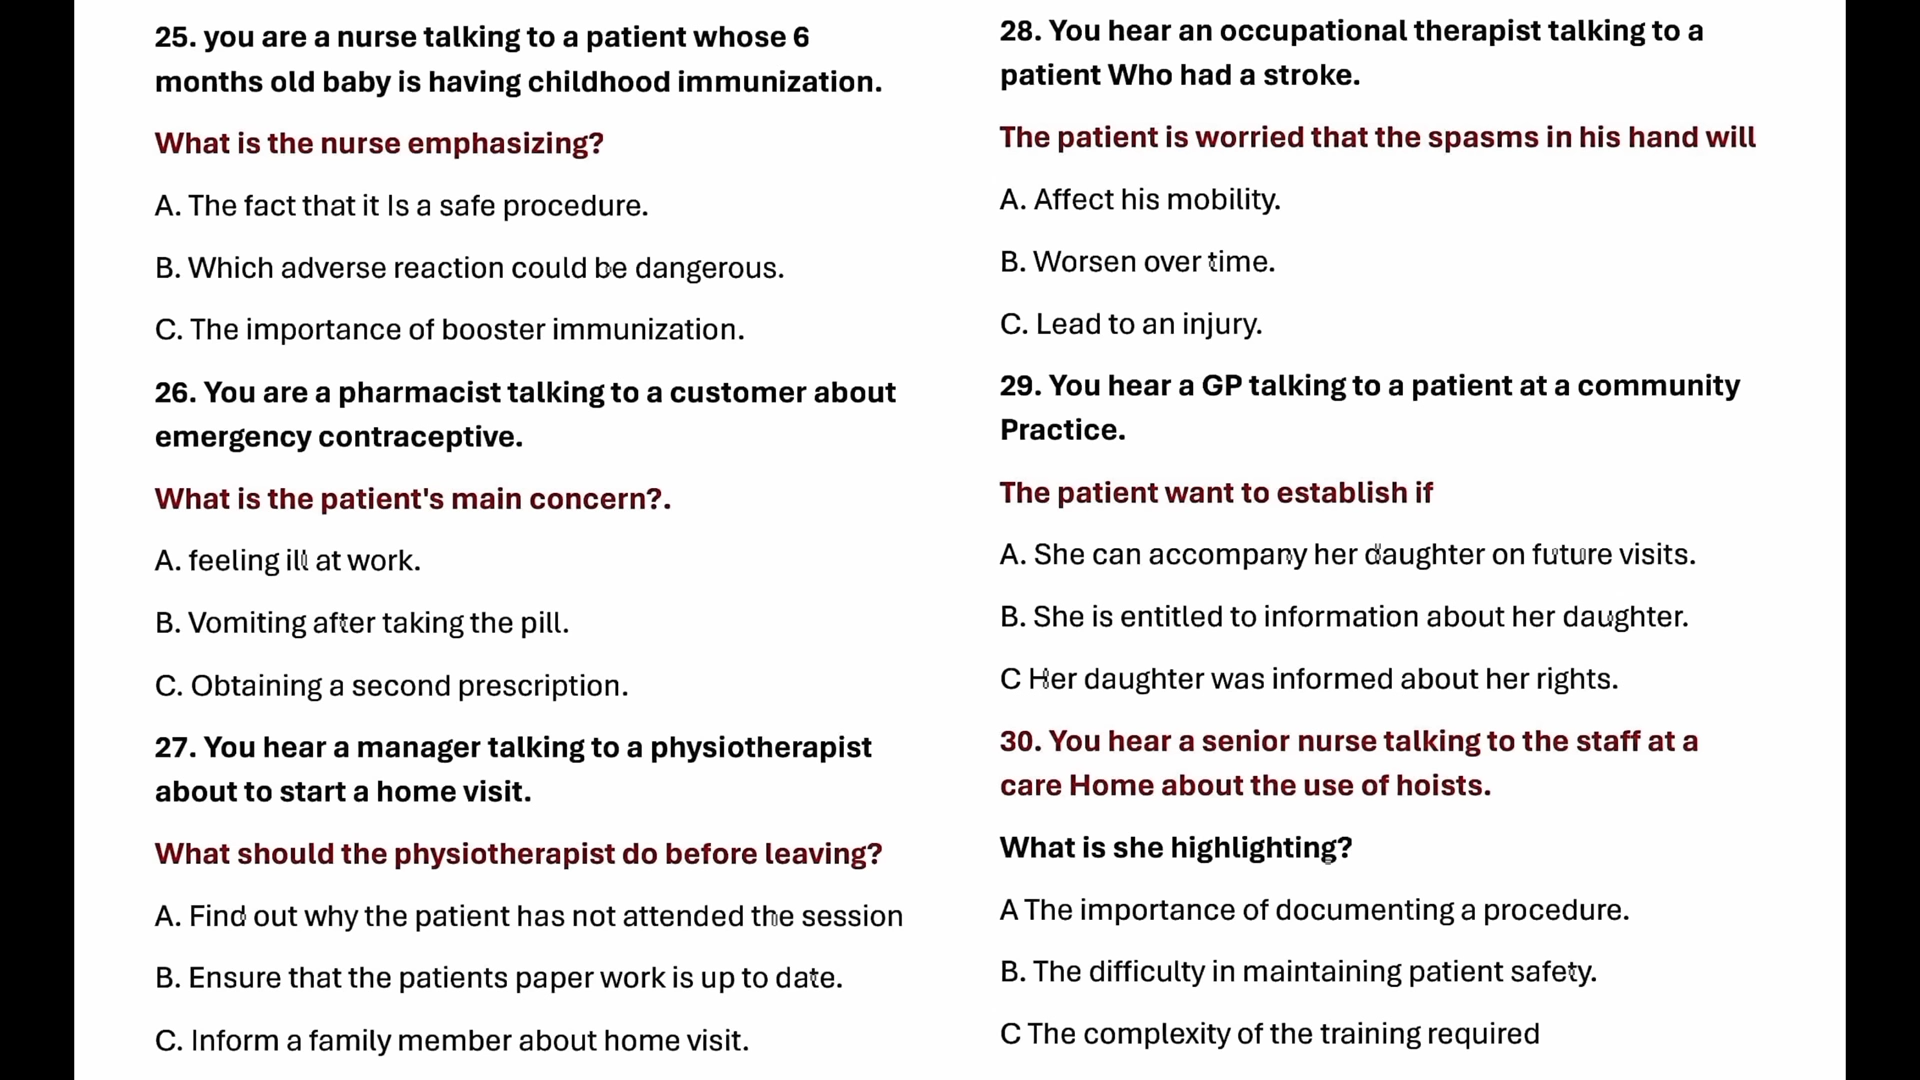 25. you are a nurse talking to a patient whose 6
months old baby is having childhood immunization.
What is the nurse emphasizing?
A. The fact that it Is a safe procedure.
B. Which adverse reaction could be dangerous.
C. The importance of booster immunization.
26. You are a pharmacist talking to a customer about
emergency contraceptive.
What is the patient's main concern?.
A. feeling ill at work.
B. Vomiting after taking the pill.
C. Obtaining a second prescription.
27. You hear a manager talking to a physiotherapist
about to start a home visit.
What should the physiotherapist do before leaving?
A. Find out why the patient has not attended the session
B. Ensure that the patients paper work is up to date.
C. Inform a family member about home visit.
28. You hear an occupational therapist talking to a
patient Who had a stroke.
The patient is worried that the spasms in his hand will
A. Affect his mobility.
B. Worsen over time.
C. Lead to an injury.
29. You hear a GP talking to a patient at a community
Practice.
The patient want to establish if
A. She can accompany her daughter on future visits.
B. She is entitled to information about her daughter.
C Her daughter was informed about her rights.
30. You hear a senior nurse talking to the staff at a
care Home about the use of hoists.
What is she highlighting?
A The importance of documenting a procedure.
B. The difficulty in maintaining patient safety.
C The complexity of the training required